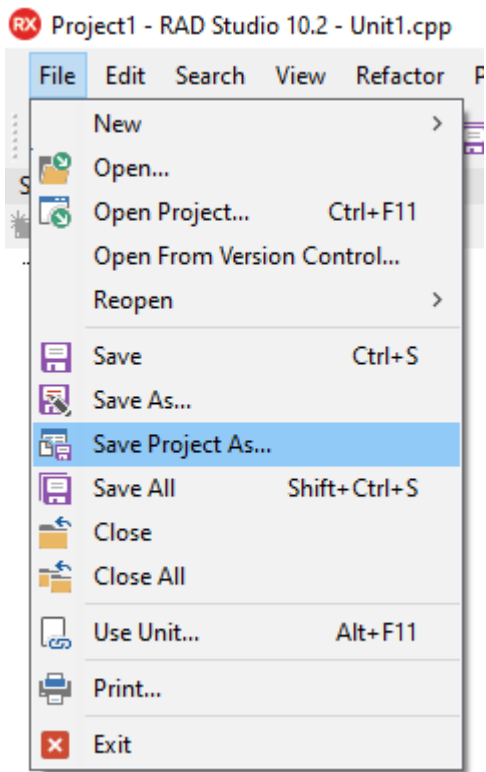 RX Project1 - RAD Studio 10.2 - Unit1.cpp
File Edit Search View Refactor P
New >
Open...
Open Project... Ctrl+F11
Open From Version Control...
Reopen >
Save Ctrl+S
Save As...
Save Project As...
Save All Shift+Ctrl+S
Close
Close All
Use Unit... Alt+F11
Print...
Exit